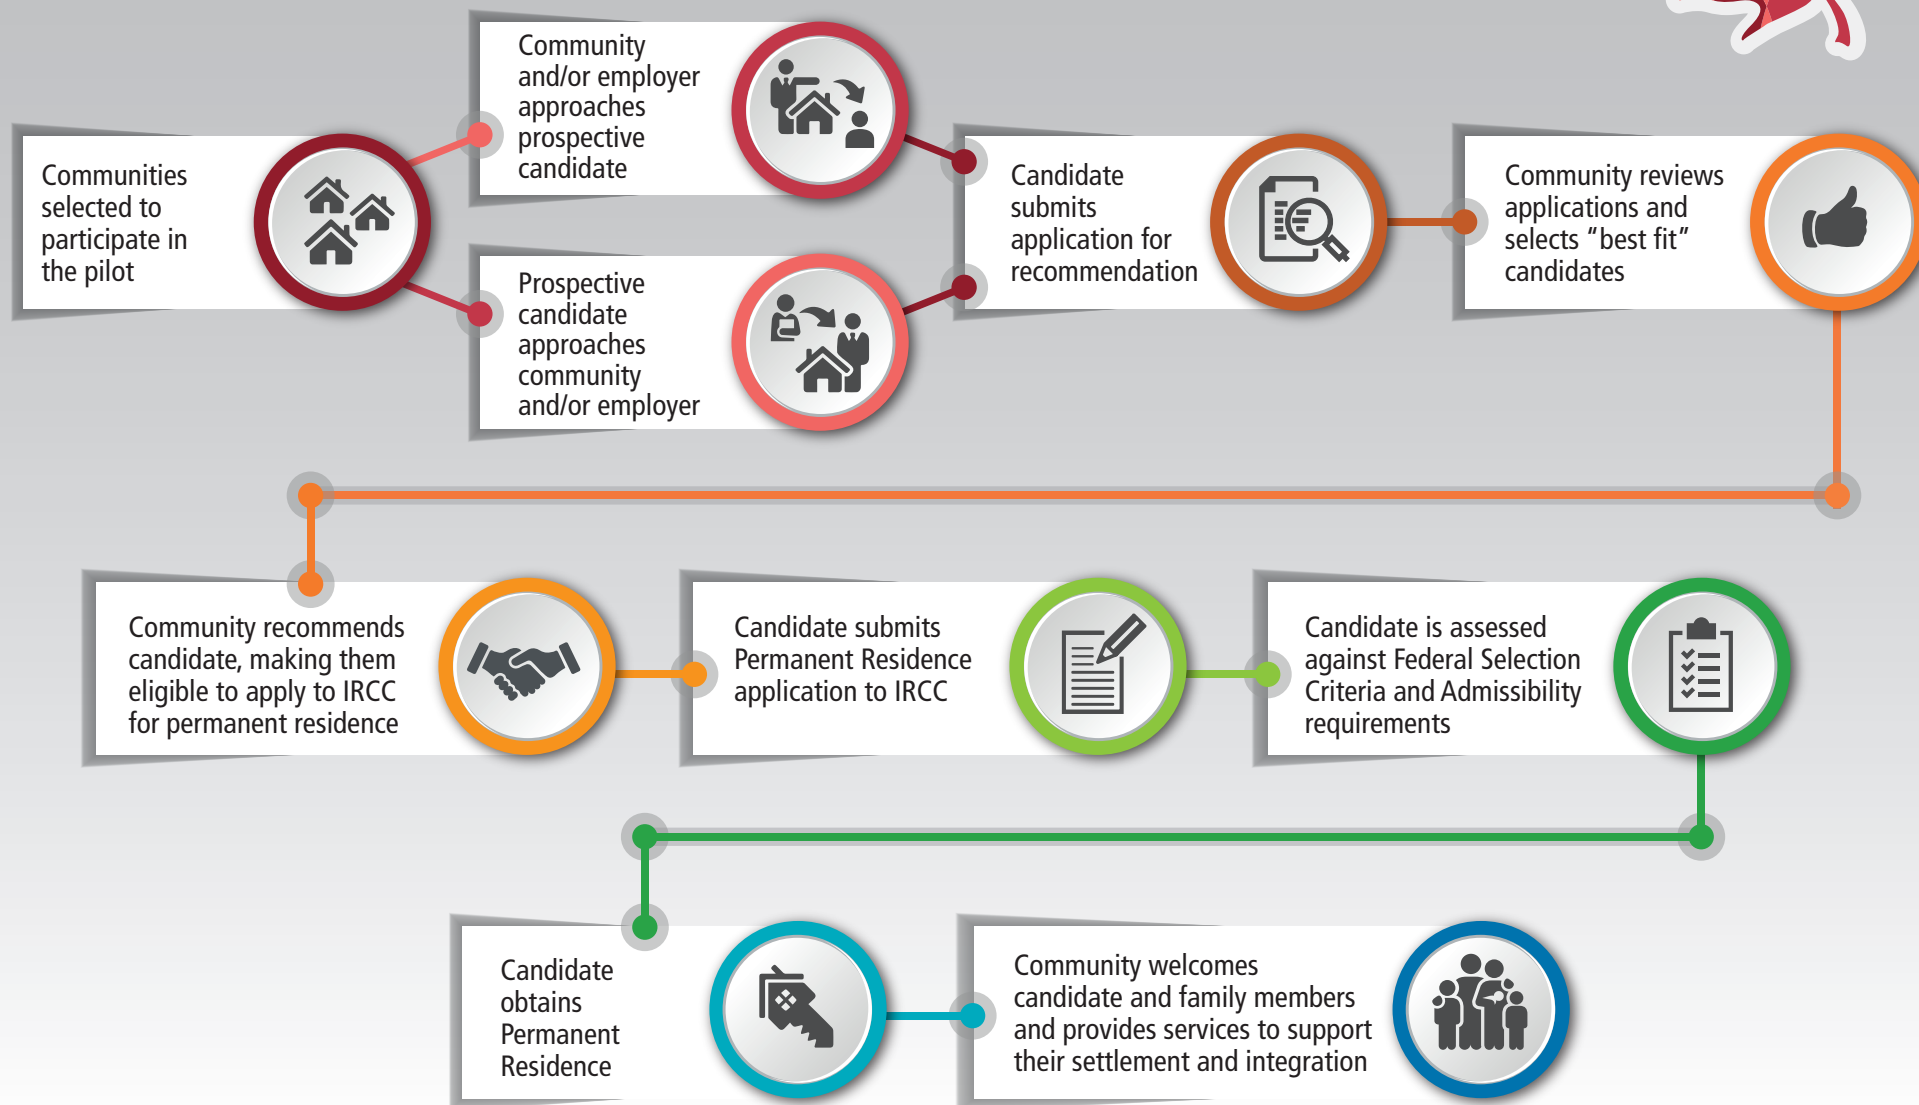 Communities
selected to
participate in
the pilot
Community
and/or employer
approaches
prospective
candidate
Prospective
candidate
approaches
community
and/or employer
Candidate
submits
application for
recommendation
Community reviews
applications and
selects “best fit”
candidates
Community recommends
candidate, making them
eligible to apply to IRCC
for permanent residence
Candidate submits
Permanent Residence
application to IRCC
Candidate is assessed
against Federal Selection
Criteria and Admissibility
requirements
Candidate
obtains
Permanent
Residence
Community welcomes
candidate and family members
and provides services to support
their settlement and integration